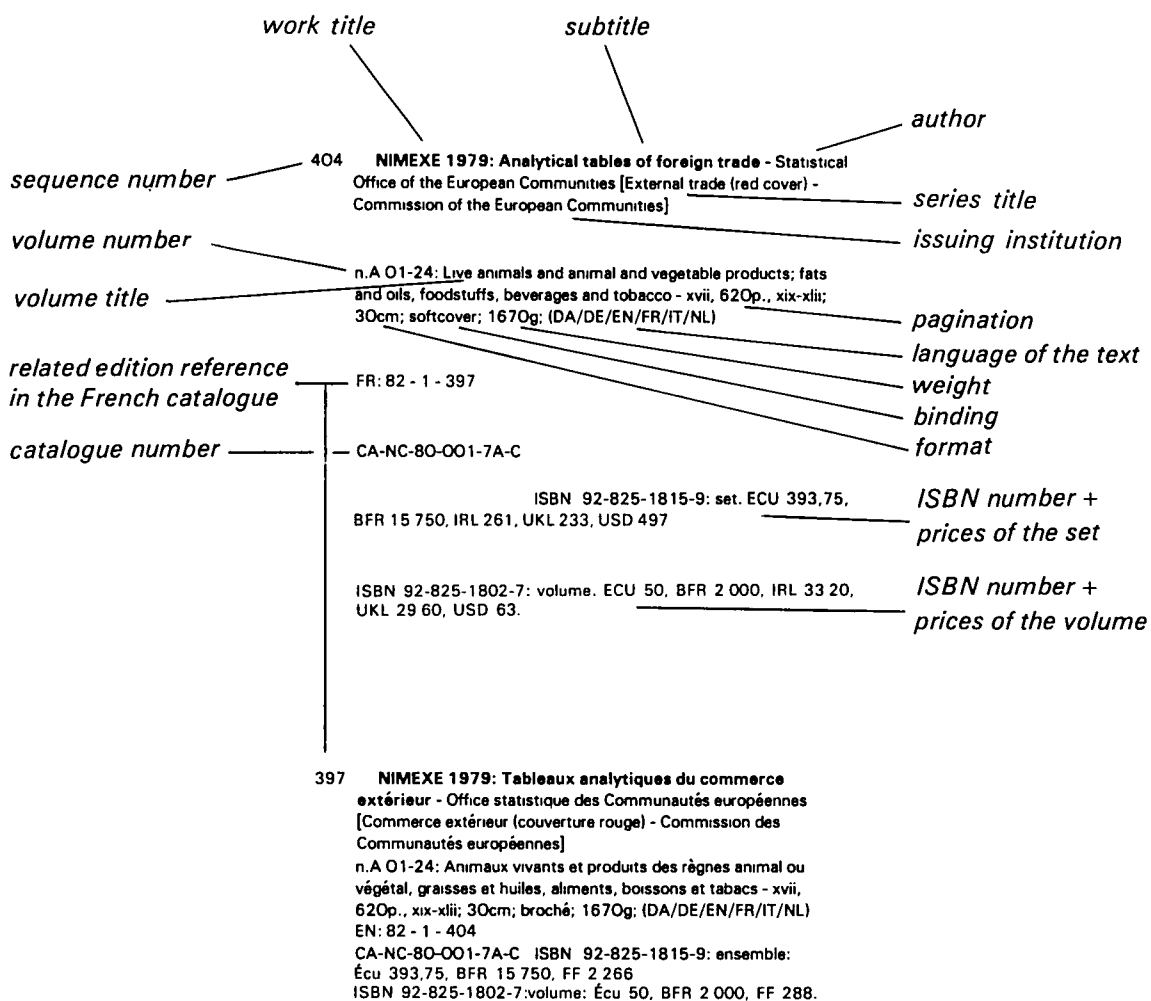 work title
subtitle
author
404 NIMEXE 1979: Analytical tables of foreign trade - Statistical
Office of the European Communities [External trade (red cover) -
Commission of the European Communities]
sequence number
series title
issuing institution
volume number
n.A 01-24: Live animals and animal and vegetable products; fats
and oils, foodstuffs, beverages and tobacco - xvii, 620p., xix-xlii;
30cm; softcover; 1670g; (DA/DE/EN/FR/IT/NL)
volume title
pagination
language of the text
weight
binding
format
related edition reference
in the French catalogue
FR: 82 - 1 - 397
catalogue number
CA-NC-80-001-7A-C
ISBN 92-825-1815-9: set. ECU 393,75,
BFR 15 750, IRL 261, UKL 233, USD 497
ISBN number +
prices of the set
ISBN 92-825-1802-7: volume. ECU 50, BFR 2 000, IRL 33 20,
UKL 29 60, USD 63.
ISBN number +
prices of the volume
397 NIMEXE 1979: Tableaux analytiques du commerce
extérieur - Office statistique des Communautés européennes
[Commerce extérieur (couverture rouge) - Commission des
Communautés européennes]
n.A 01-24: Animaux vivants et produits des règnes animal ou
végétal, graisses et huiles, aliments, boissons et tabacs - xvii,
620p., xix-xlii; 30cm; broché; 1670g; (DA/DE/EN/FR/IT/NL)
EN: 82 - 1 - 404
CA-NC-80-001-7A-C ISBN 92-825-1815-9: ensemble:
Écu 393,75, BFR 15 750, FF 2 266
ISBN 92-825-1802-7:volume: Écu 50, BFR 2 000, FF 288.